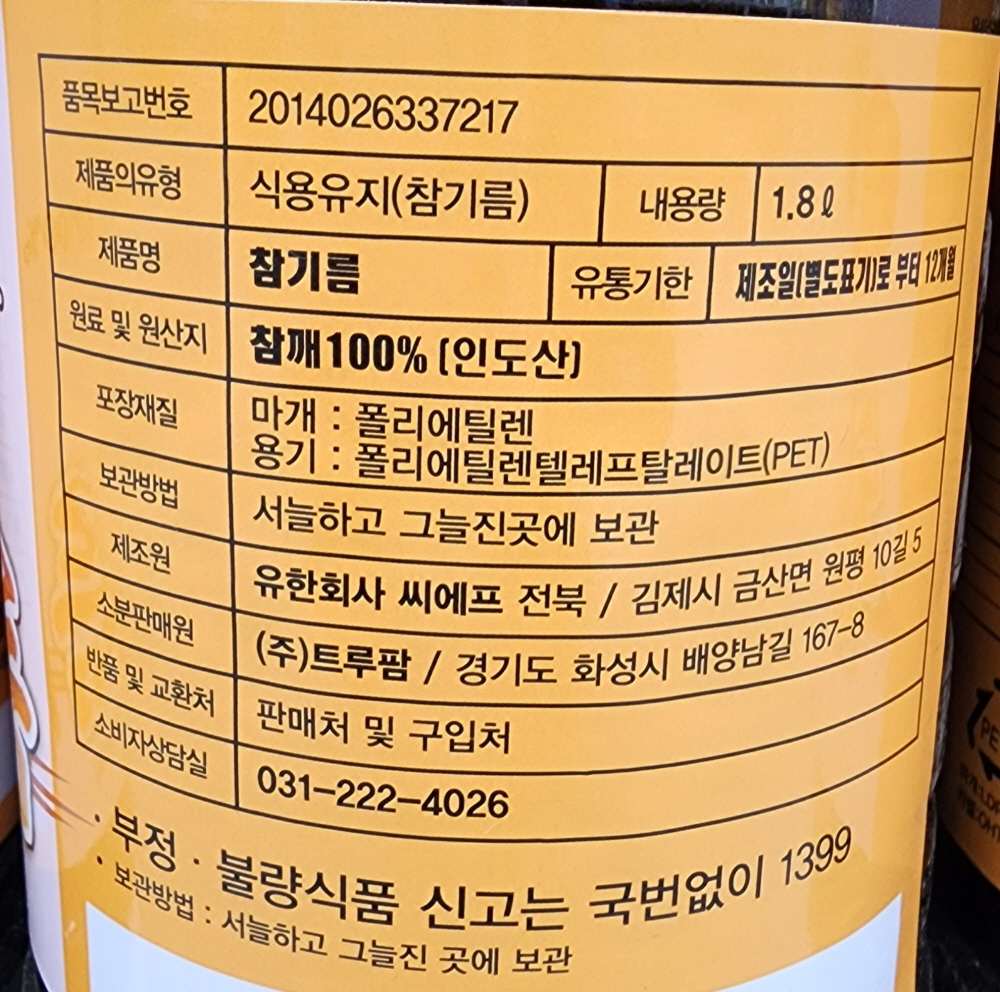 품목보고번호 2014026337217
제품의유형 식용유지(참기름) 내용량 1.8ℓ
제품명 참기름 유통기한 제조일(별도표기)로 부터 12개월
원료 및 원산지 참깨100% (인도산)
포장재질 마개 : 폴리에틸렌
용기 : 폴리에틸렌텔레프탈레이트(PET)
보관방법 서늘하고 그늘진곳에 보관
제조원 유한회사 씨에프 전북 / 김제시 금산면 원평 10길 5
소분판매원 (주)트루팜 / 경기도 화성시 배양남길 167-8
반품 및 교환처 판매처 및 구입처
소비자상담실 031-222-4026
· 부정 · 불량식품 신고는 국번없이 1399
· 보관방법 : 서늘하고 그늘진 곳에 보관